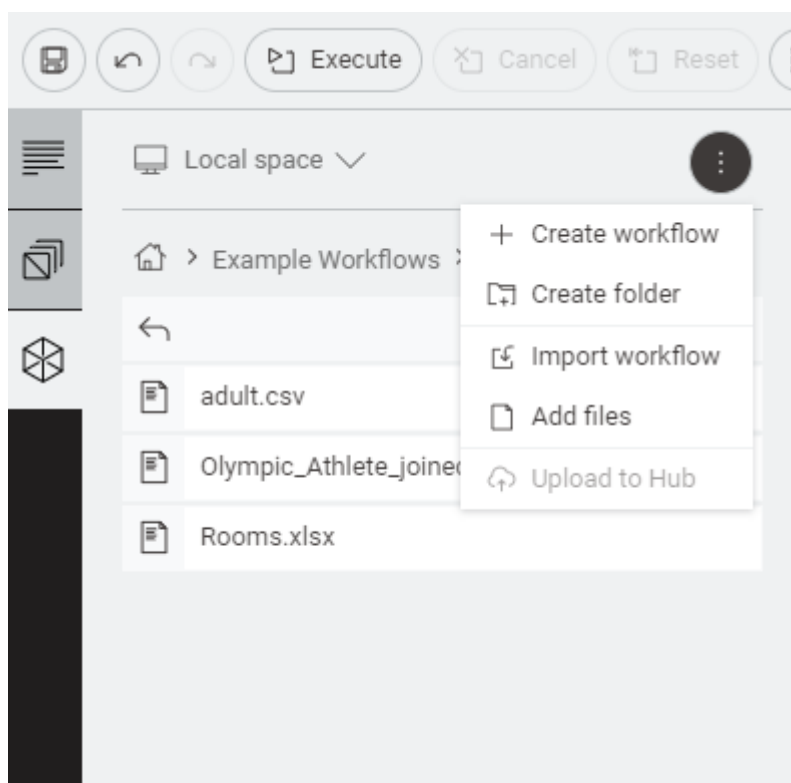 Execute Cancel Reset
Local space
Example Workflows
Create workflow
Create folder
Import workflow
adult.csv
Add files
Olympic_Athlete_joined
Upload to Hub
Rooms.xlsx